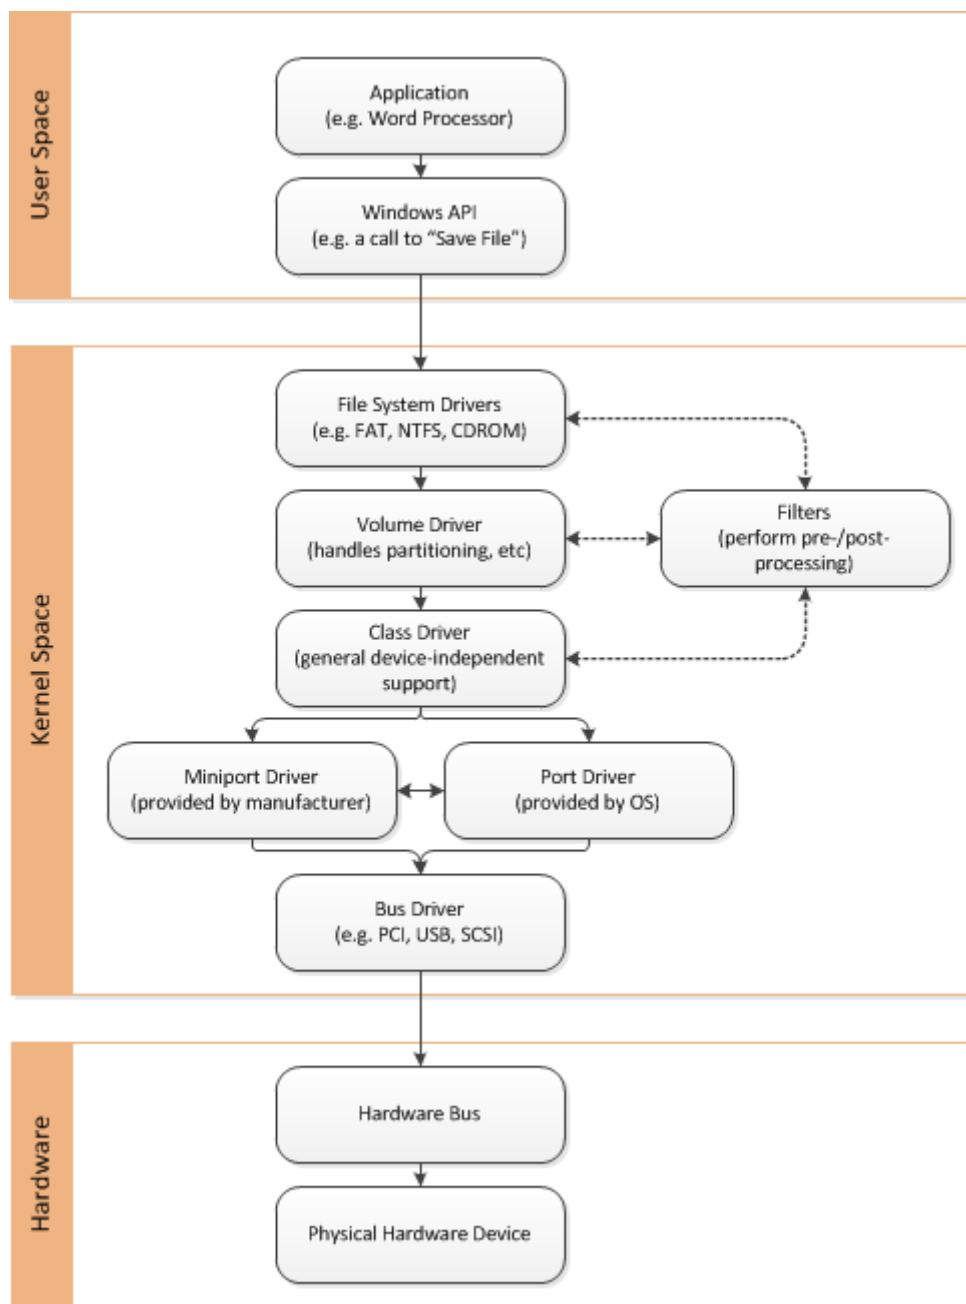 User Space
Application
(e.g. Word Processor)
Windows API
(e.g. a call to “Save File”)
Kernel Space
File System Drivers
(e.g. FAT, NTFS, CDROM)
Volume Driver
(handles partitioning, etc)
Filters
(perform pre-/post-
processing)
Class Driver
(general device-independent
support)
Miniport Driver
(provided by manufacturer)
Port Driver
(provided by OS)
Bus Driver
(e.g. PCI, USB, SCSI)
Hardware
Hardware Bus
Physical Hardware Device